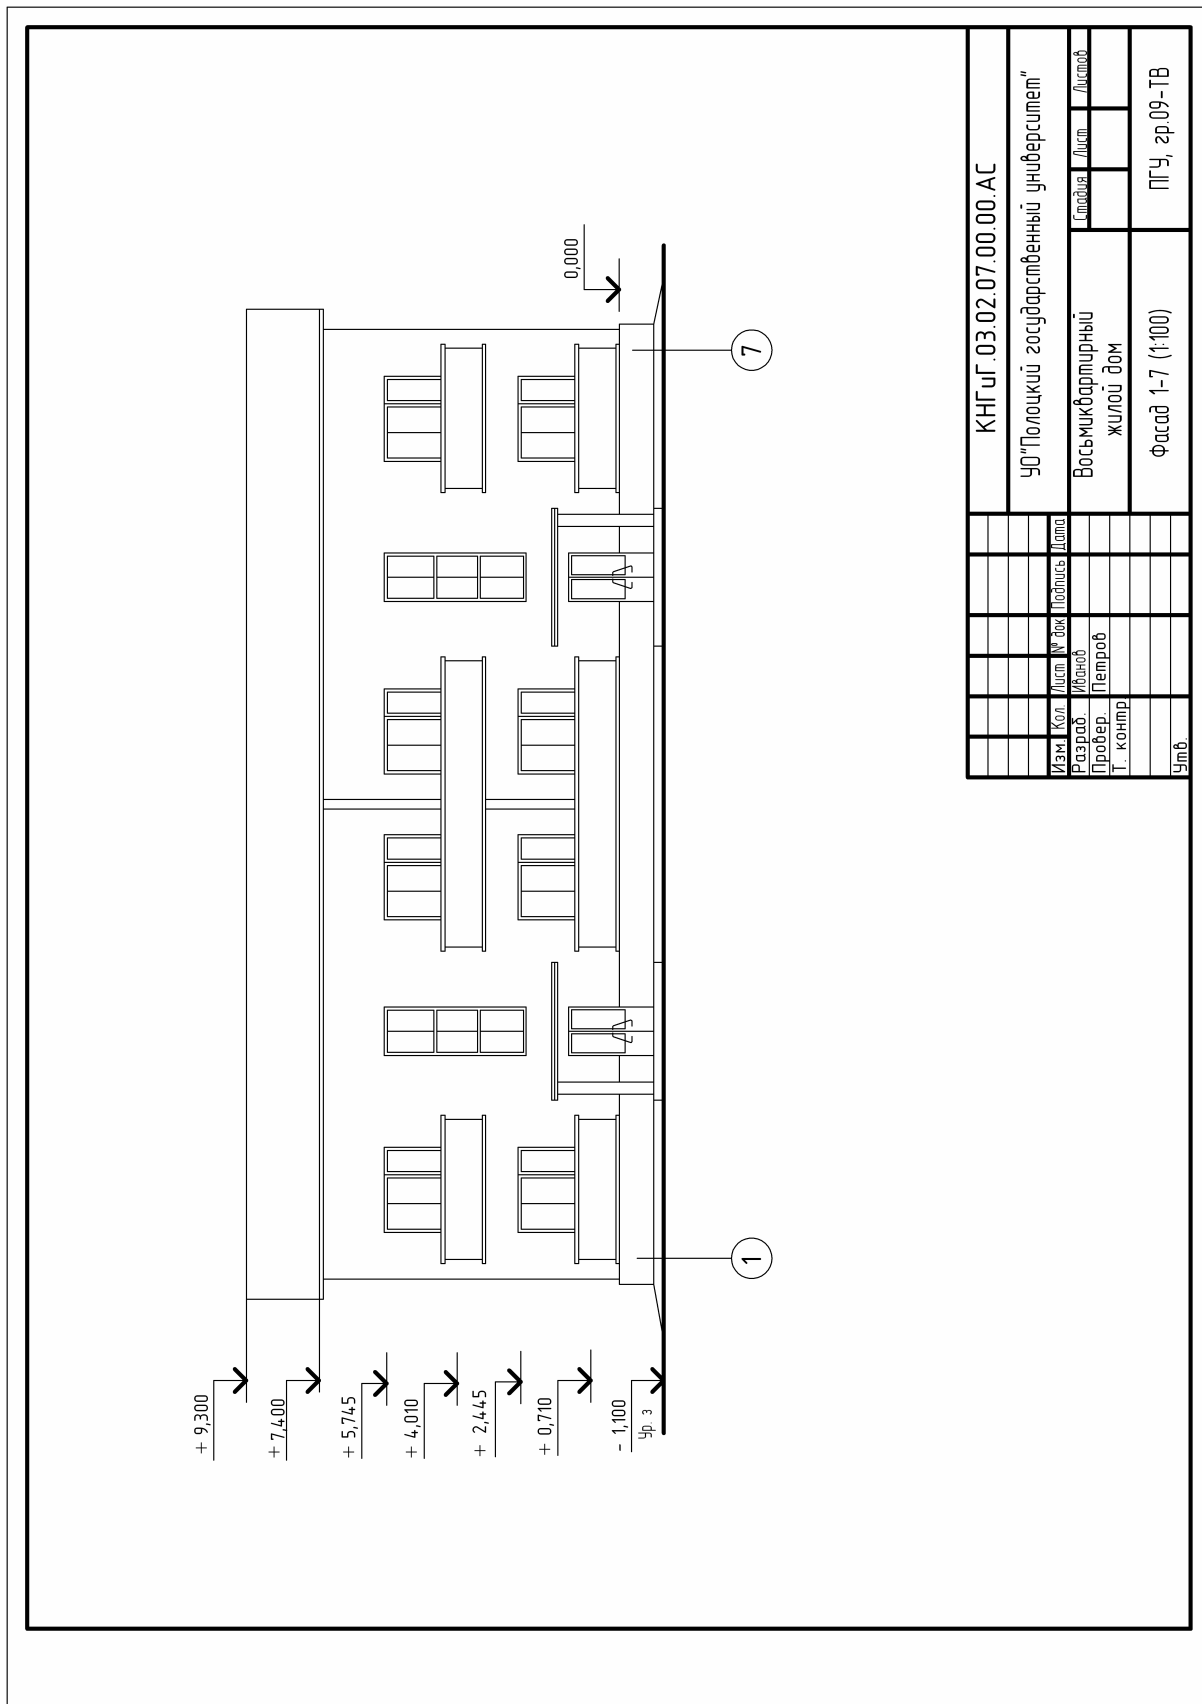 + 9,300
+ 7,400
+ 5,745
+ 4,010
+ 2,445
+ 0,710
- 1,100
Ур. з
0,000
1
7
КНГиГ.03.02.07.00.00.АС
УО"Полоцкий государственный университет"
Изм. Кол. Лист № док Подпись Дата
Разраб. Иванов
Провер. Петров
Т. контр.
Утв.
Восьмиквартирный
жилой дом
Стадия Лист Листов
Фасад 1-7 (1:100)
ПГУ, гр.09-ТВ